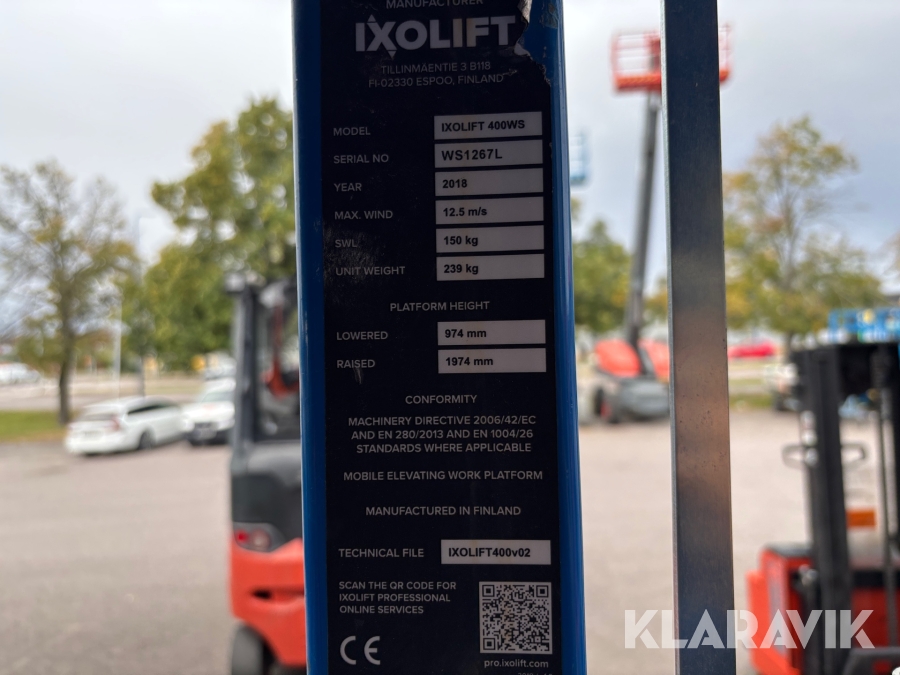 MANUFACTURER
IXOLIFT
TILLINMÄENTIE 3 B118
FI-02330 ESPOO, FINLAND
MODEL IXOLIFT 400WS
SERIAL NO WS1267L
YEAR 2018
MAX. WIND 12.5 m/s
SWL 150 kg
UNIT WEIGHT 239 kg
PLATFORM HEIGHT
LOWERED 974 mm
RAISED 1974 mm
CONFORMITY
MACHINERY DIRECTIVE 2006/42/EC
AND EN 280/2013 AND EN 1004/26
STANDARDS WHERE APPLICABLE
MOBILE ELEVATING WORK PLATFORM
MANUFACTURED IN FINLAND
TECHNICAL FILE IXOLIFT400v02
SCAN THE QR CODE FOR
IXOLIFT PROFESSIONAL
ONLINE SERVICES
CE
pro.ixolift.com
KLARAVIK